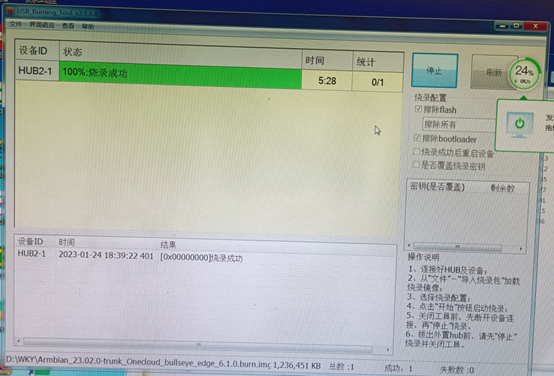 USB_Burning_Tool v2.1.6.
文件 界面语言 查看 帮助
设备ID 状态 时间 统计
HUB2-1 100%:烧录成功 5:28 0/1
停止 刷新
24%
0K/s
烧录配置
擦除flash
擦除所有
擦除bootloader
烧录成功后重启设备
是否覆盖烧录密钥
密钥(是否覆盖) 剩余数
设备ID 时间 结果
HUB2-1 2023-01-24 18:39:22 401 [0x00000000]烧录成功
操作说明
1、连接好HUB及设备;
2、从"文件"-"导入烧录包"加载
烧录镜像;
3、选择烧录配置;
4、点击"开始"按钮启动烧录;
5、关闭工具前,先断开设备连
接,再"停止"烧录。
6、拔出外置hub前,请先"停止"
烧录并关闭工具。
D:\WKY\Armbian_23.02.0-trunk_Onecloud_bullseye_edge_6.1.0.burn.img( 1,236,451 KB 总数 :1 成功: 1 失败数 :0